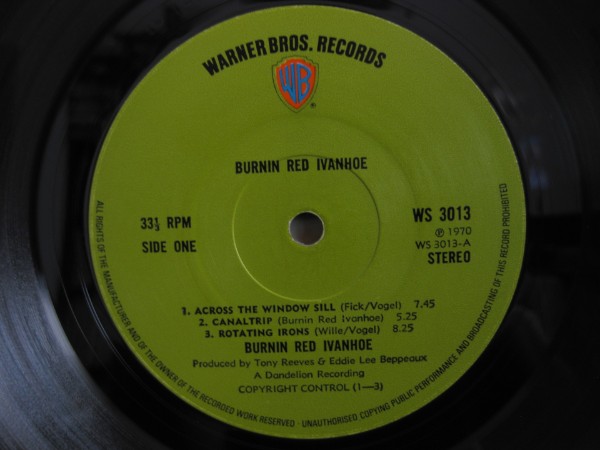 WARNER BROS. RECORDS
WB
®
BURNIN RED IVANHOE
33⅓ RPM
SIDE ONE
WS 3013
℗ 1970
WS 3013-A
STEREO
1. ACROSS THE WINDOW SILL (Fick/Vogel) 7.45
2. CANALTRIP (Burnin Red Ivanhoe) 5.25
3. ROTATING IRONS (Wille/Vogel) 8.25
BURNIN RED IVANHOE
Produced by Tony Reeves & Eddie Lee Beppeaux
A Dandelion Recording
COPYRIGHT CONTROL (1—3)
ALL RIGHTS OF THE MANUFACTURER AND OF THE OWNER OF THE RECORDED WORK RESERVED · UNAUTHORISED COPYING PUBLIC PERFORMANCE AND BROADCASTING OF THIS RECORD PROHIBITED